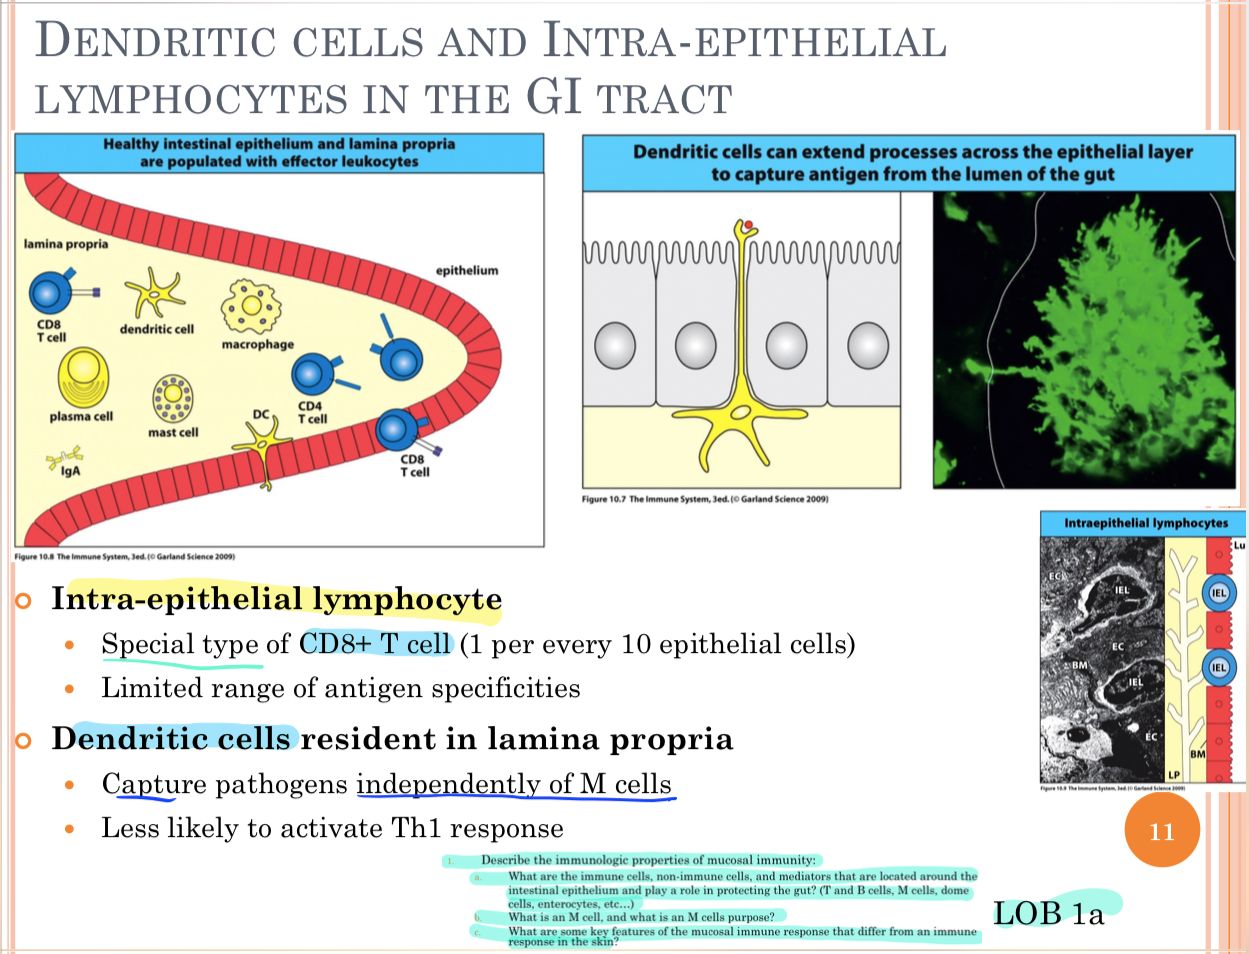 DENDRITIC CELLS AND INTRA-EPITHELIAL
LYMPHOCYTES IN THE GI TRACT
Healthy intestinal epithelium and lamina propria
are populated with effector leukocytes
lamina propria
epithelium
CD8
T cell
dendritic cell
macrophage
plasma cell
mast cell
CD4
T cell
DC
CD8
T cell
IgA
Figure 10.8 The Immune System, 3ed. (© Garland Science 2009)
Dendritic cells can extend processes across the epithelial layer
to capture antigen from the lumen of the gut
Figure 10.7 The Immune System, 3ed. (© Garland Science 2009)
Intraepithelial lymphocytes
Lu
EC
IEL
IEL
EC
BM
IEL
IEL
EC
BM
LP
Figure 10.9 The Immune System, 3ed. (© Garland Science 2009)
Intra-epithelial lymphocyte
Special type of CD8+ T cell (1 per every 10 epithelial cells)
Limited range of antigen specificities
Dendritic cells resident in lamina propria
Capture pathogens independently of M cells
Less likely to activate Th1 response
11
1. Describe the immunologic properties of mucosal immunity:
a. What are the immune cells, non-immune cells, and mediators that are located around the
intestinal epithelium and play a role in protecting the gut? (T and B cells, M cells, dome
cells, enterocytes, etc...)
b. What is an M cell, and what is an M cells purpose?
c. What are some key features of the mucosal immune response that differ from an immune
response in the skin?
LOB 1a